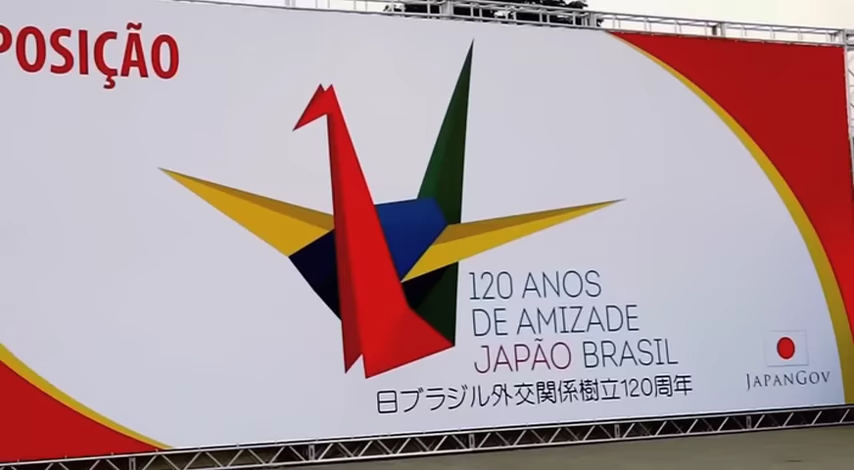 POSIÇÃO
120 ANOS
DE AMIZADE
JAPÃO BRASIL
日ブラジル外交関係樹立120周年
JAPANGOV